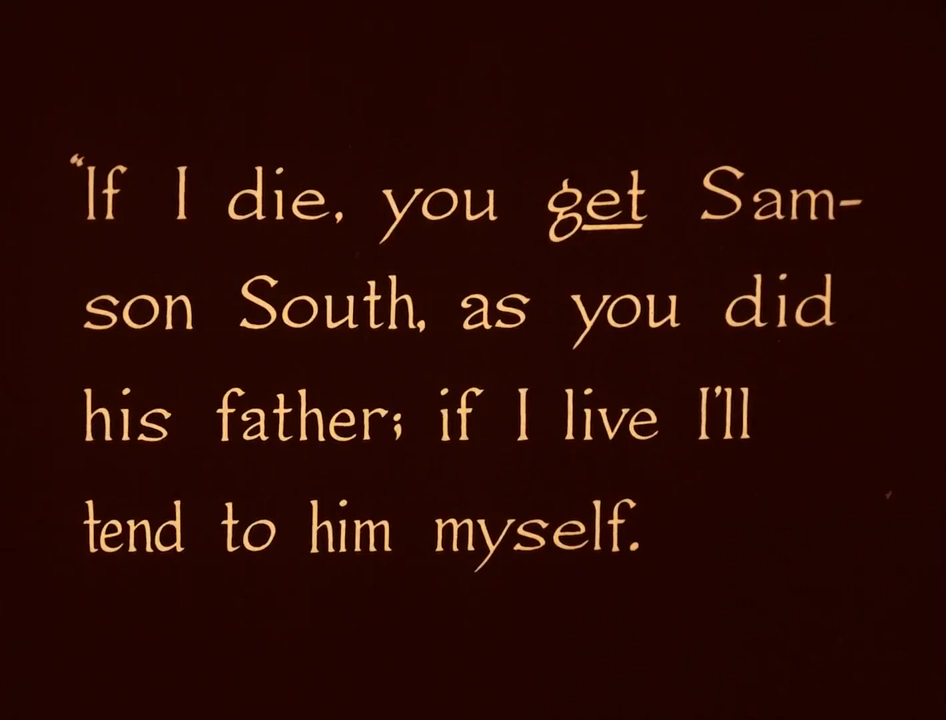 “If I die, you get Sam-
son South, as you did
his father; if I live I'll
tend to him myself.